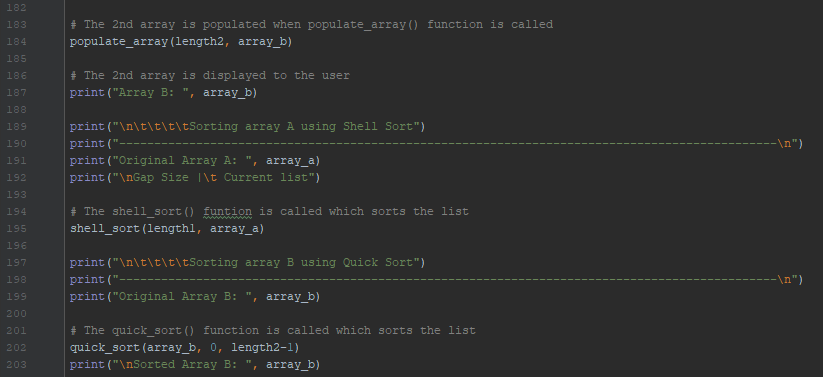 182
183 # The 2nd array is populated when populate_array() function is called
184 populate_array(length2, array_b)
185
186 # The 2nd array is displayed to the user
187 print("Array B: ", array_b)
188
189 print("\n\t\t\t\tSorting array A using Shell Sort")
190 print("----------------------------------------------------------------------------------------------\n")
191 print("Original Array A: ", array_a)
192 print("\nGap Size |\t Current list")
193
194 # The shell_sort() funtion is called which sorts the list
195 shell_sort(length1, array_a)
196
197 print("\n\t\t\t\tSorting array B using Quick Sort")
198 print("----------------------------------------------------------------------------------------------\n")
199 print("Original Array B: ", array_b)
200
201 # The quick_sort() function is called which sorts the list
202 quick_sort(array_b, 0, length2-1)
203 print("\nSorted Array B: ", array_b)